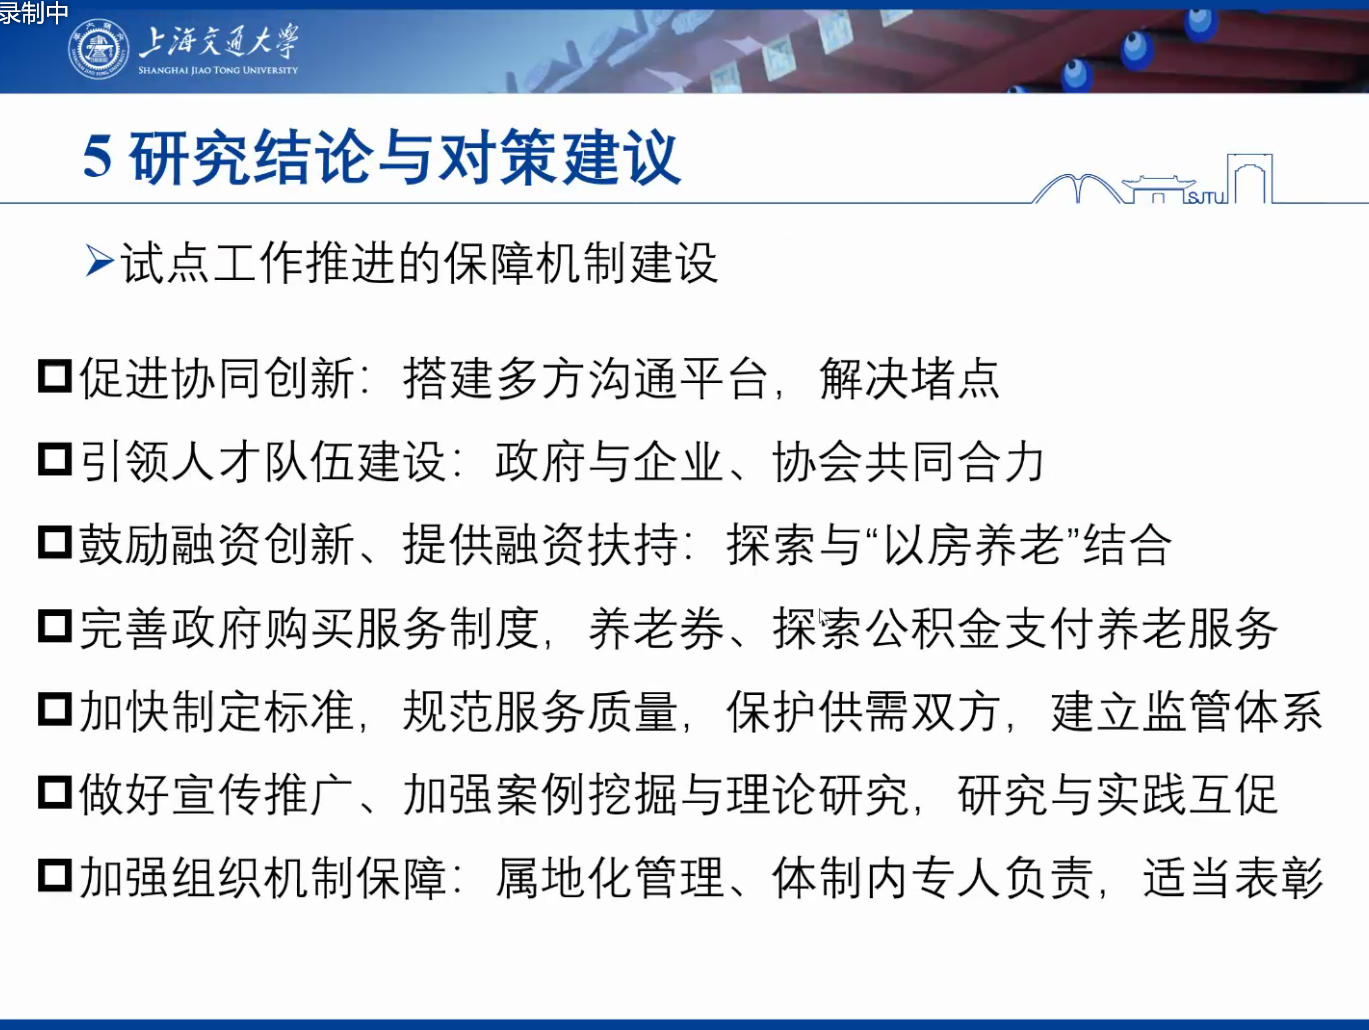 录制中
上海交通大学
SHANGHAI JIAO TONG UNIVERSITY
5 研究结论与对策建议
SJTU
试点工作推进的保障机制建设
促进协同创新：搭建多方沟通平台，解决堵点
引领人才队伍建设：政府与企业、协会共同合力
鼓励融资创新、提供融资扶持：探索与“以房养老”结合
完善政府购买服务制度，养老券、探索公积金支付养老服务
加快制定标准，规范服务质量，保护供需双方，建立监管体系
做好宣传推广、加强案例挖掘与理论研究，研究与实践互促
加强组织机制保障：属地化管理、体制内专人负责，适当表彰